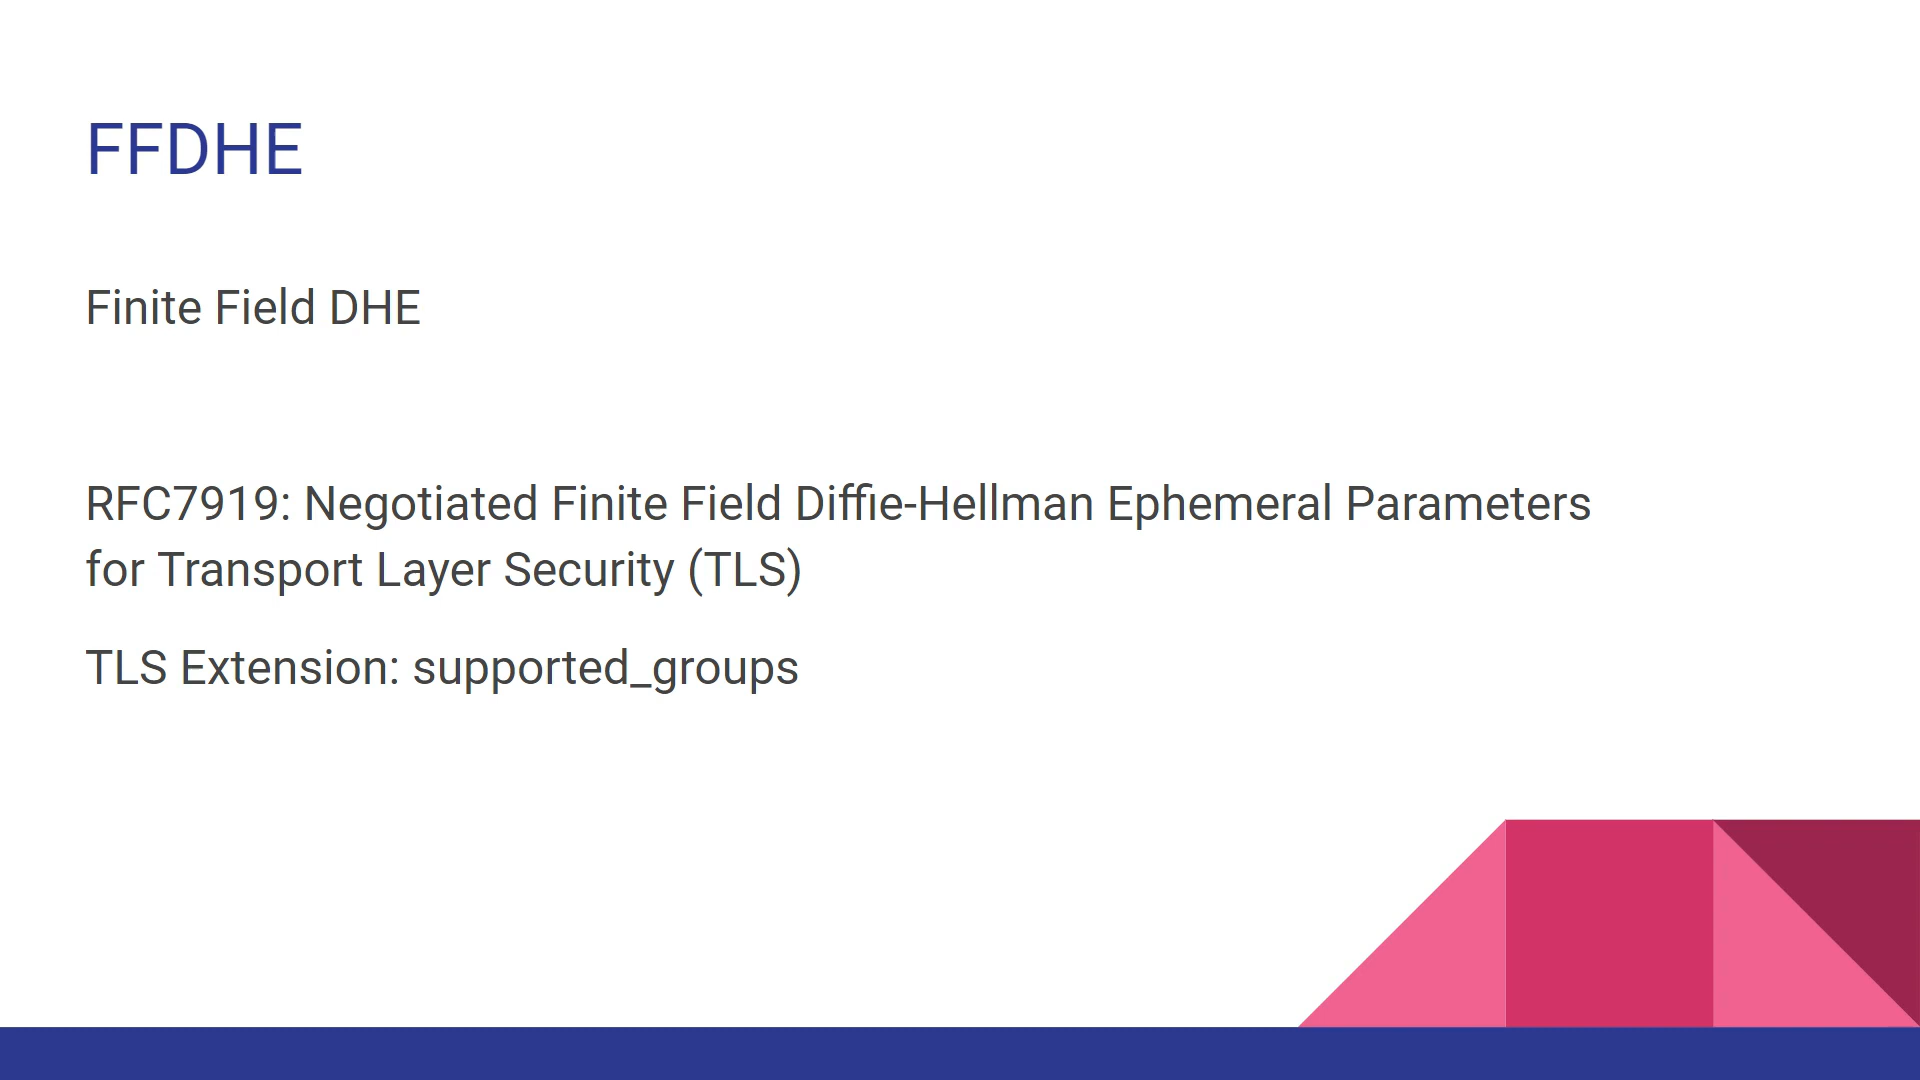 FFDHE
Finite Field DHE
RFC7919: Negotiated Finite Field Diffie-Hellman Ephemeral Parameters
for Transport Layer Security (TLS)
TLS Extension: supported_groups